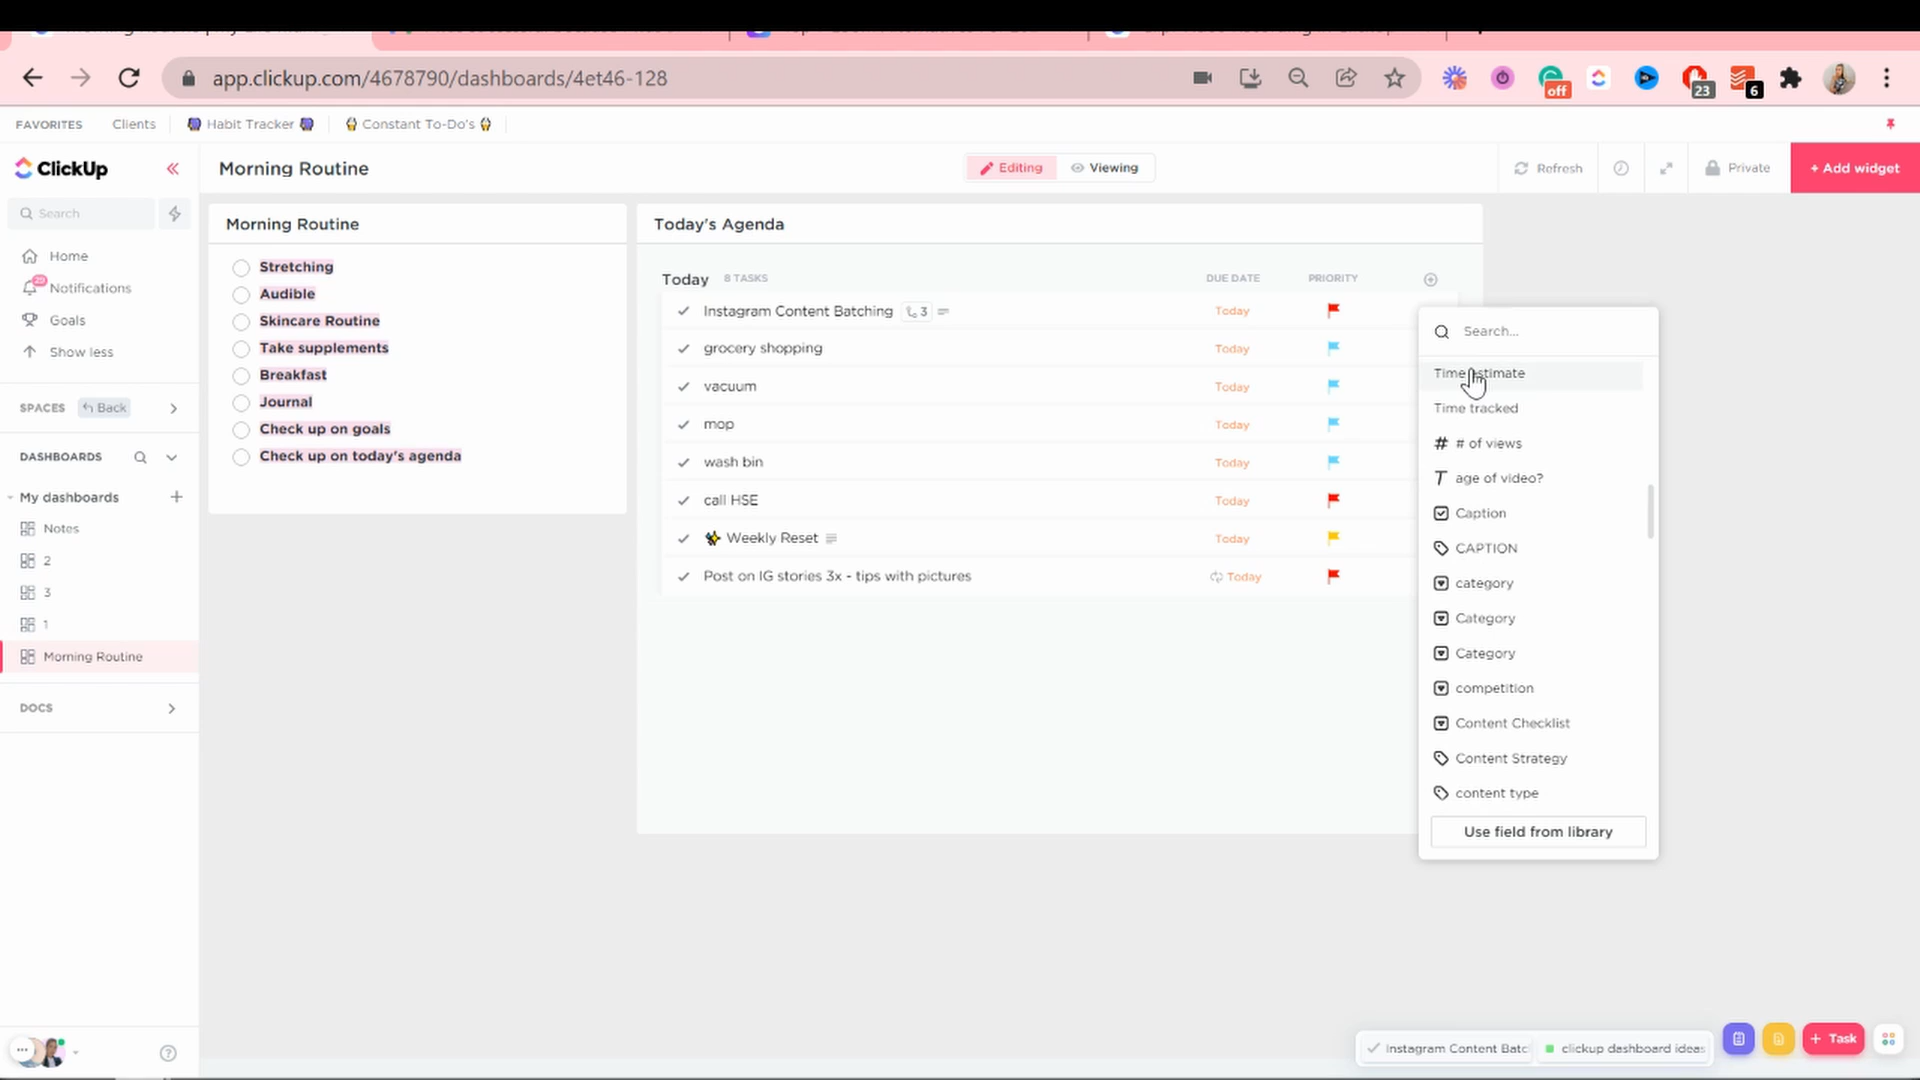 app.clickup.com/4678790/dashboards/4et46-128
off
23
6
FAVORITES
Clients
Habit Tracker
Constant To-Do's
ClickUp
Morning Routine
Editing
Viewing
Refresh
Private
+ Add widget
Search
Home
Notifications
Goals
Show less
SPACES
Back
DASHBOARDS
My dashboards
Notes
2
3
1
Morning Routine
DOCS
Morning Routine
Stretching
Audible
Skincare Routine
Take supplements
Breakfast
Journal
Check up on goals
Check up on today's agenda
Today's Agenda
Today 8 TASKS DUE DATE PRIORITY
Instagram Content Batching 3 Today
grocery shopping Today
vacuum Today
mop Today
wash bin Today
call HSE Today
Weekly Reset Today
Post on IG stories 3x - tips with pictures Today
Search...
Time estimate
Time tracked
# of views
age of video?
Caption
CAPTION
category
Category
Category
competition
Content Checklist
Content Strategy
content type
Use field from library
Instagram Content Batc
clickup dashboard ideas
+ Task